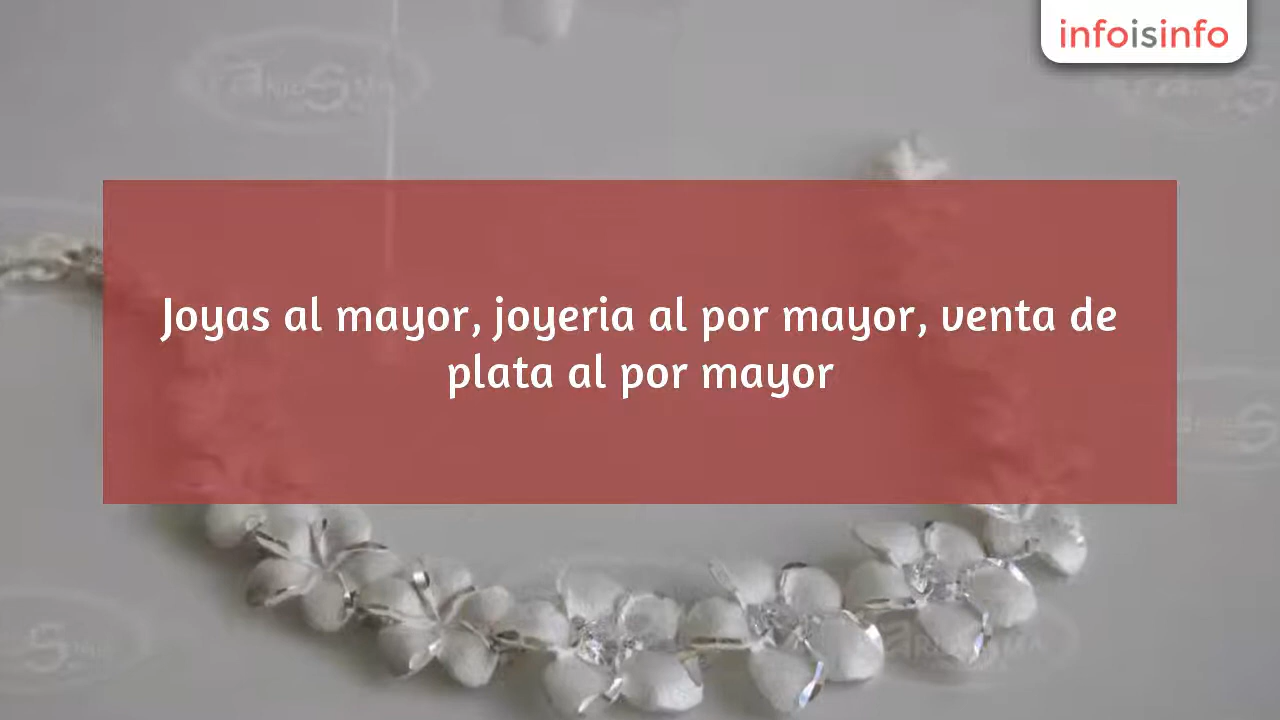 infoisinfo
Joyas al mayor, joyeria al por mayor, venta de
plata al por mayor